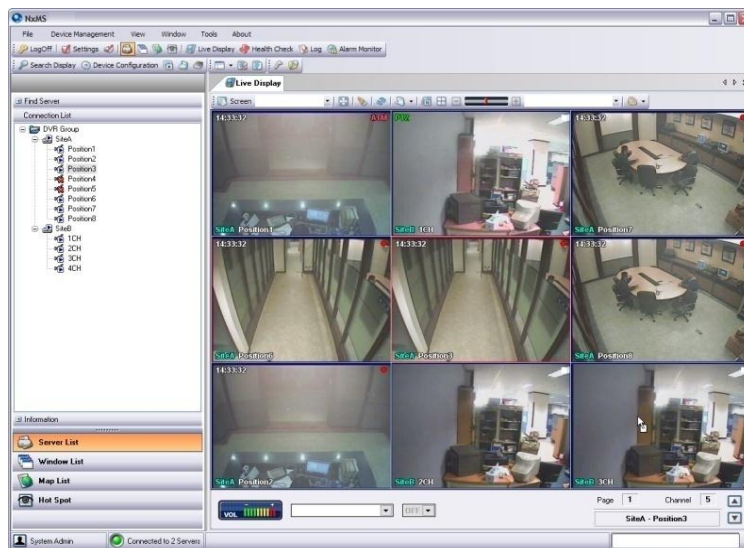 NxMS
File Device Management View Window Tools About
LogOff Settings Live Display Health Check Log Alarm Monitor
Search Display Device Configuration
Live Display
Find Server
Screen
Connection List
DVR Group
SiteA
Position1
Position2
Position3
Position4
Position5
Position6
Position7
Position8
SiteB
1CH
2CH
3CH
4CH
14:33:32
SiteA Position1
SiteB 1CH
14:33:32
SiteA Position7
14:33:32
SiteA Position6
SiteA Position3
14:33:32
SiteA Position8
14:33:32
SiteA Position2
SiteB 2CH
SiteB 3CH
Information
Server List
Window List
Map List
Hot Spot
VOL
OFF
Page 1 Channel 5
SiteA - Position3
System Admin Connected to 2 Servers